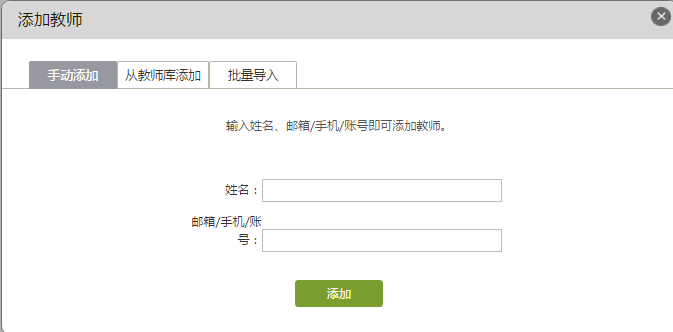 添加教师
手动添加 从教师库添加 批量导入
输入姓名、邮箱/手机/账号即可添加教师。
姓名：
邮箱/手机/账
号：
添加